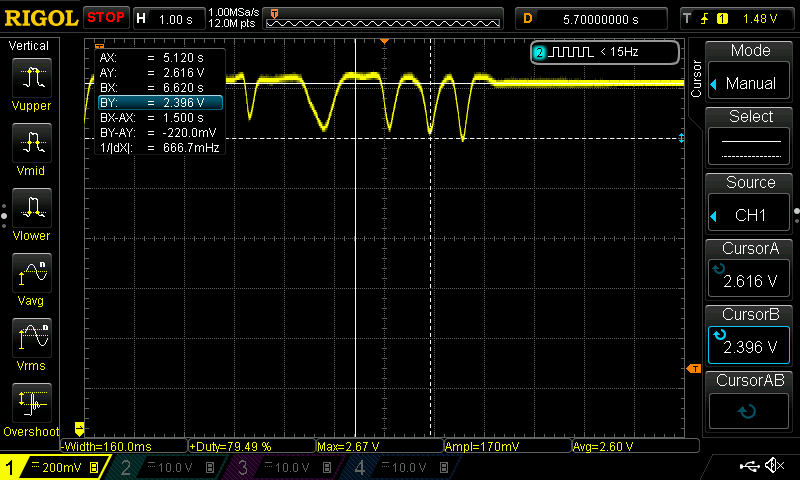 RIGOL STOP H 1.00 s 1.00MSa/s 12.0M pts T D 5.70000000 s T 1 1.48 V
Vertical
Vupper
Vmid
Vlower
Vavg
n
Vrms
n
Overshoot
AX: = 5.120 s
AY: = 2.616 V
BX: = 6.620 s
BY: = 2.396 V
BX-AX: = 1.500 s
BY-AY: = -220.0mV
1/|dX|: = 666.7mHz
2 < 15Hz
T
T
Cursor
Mode
Manual
Select
Source
CH1
CursorA
2.616 V
CursorB
2.396 V
CursorAB
-Width=160.0ms +Duty=79.49 % Max=2.67 V Ampl=170mV Avg=2.60 V
1 200mV B 2 10.0 V B 3 10.0 V B 4 10.0 V B